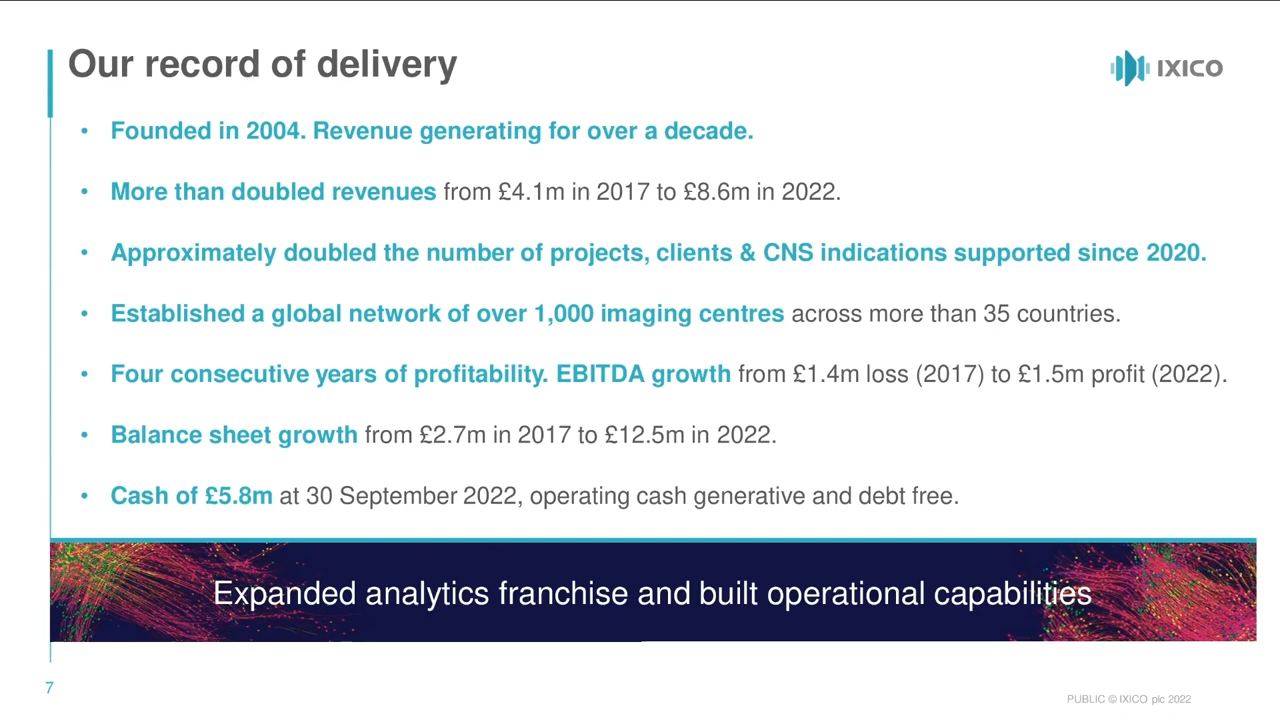 Our record of delivery
IXICO
• Founded in 2004. Revenue generating for over a decade.
• More than doubled revenues from £4.1m in 2017 to £8.6m in 2022.
• Approximately doubled the number of projects, clients & CNS indications supported since 2020.
• Established a global network of over 1,000 imaging centres across more than 35 countries.
• Four consecutive years of profitability. EBITDA growth from £1.4m loss (2017) to £1.5m profit (2022).
• Balance sheet growth from £2.7m in 2017 to £12.5m in 2022.
• Cash of £5.8m at 30 September 2022, operating cash generative and debt free.
Expanded analytics franchise and built operational capabilities
7
PUBLIC © IXICO plc 2022